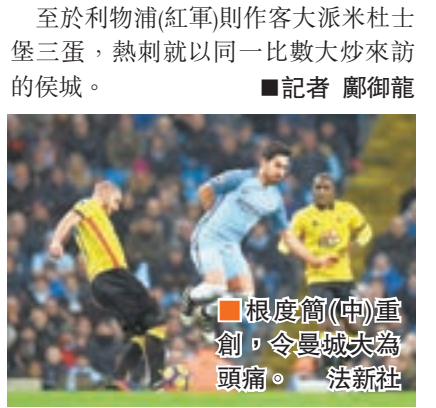 至於利物浦(紅軍)則作客大派米杜士
堡三蛋，熱刺就以同一比數大炒來訪
的侯城。 ■記者 鄺御龍
■根度簡(中)重
創，令曼城大為
頭痛。 法新社